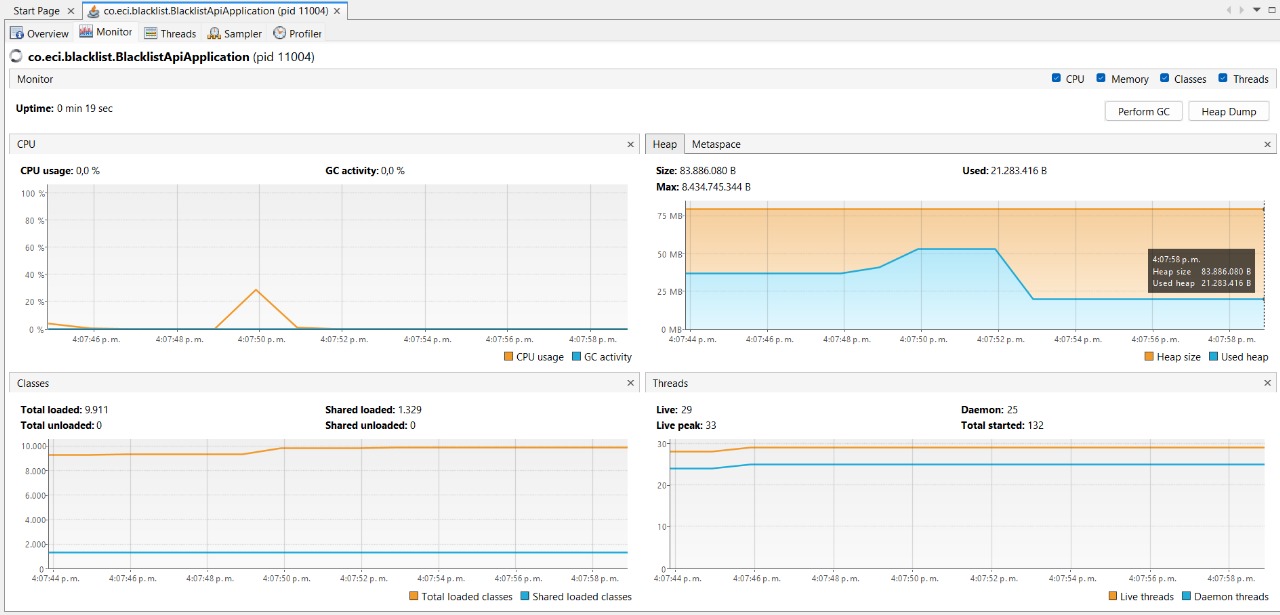 Start Page × co.eci.blacklist.BlacklistApiApplication (pid 11004) ×
Overview Monitor Threads Sampler Profiler
co.eci.blacklist.BlacklistApiApplication (pid 11004)
Monitor CPU Memory Classes Threads
Uptime: 0 min 19 sec
Perform GC Heap Dump
CPU ×
CPU usage: 0,0 % GC activity: 0,0 %
100 %
80 %
60 %
40 %
20 %
0 %
4:07:46 p. m. 4:07:48 p. m. 4:07:50 p. m. 4:07:52 p. m. 4:07:54 p. m. 4:07:56 p. m. 4:07:58 p. m.
CPU usage GC activity
Heap Metaspace ×
Size: 83.886.080 B Used: 21.283.416 B
Max: 8.434.745.344 B
75 MB
50 MB
25 MB
0 MB
4:07:58 p. m.
Heap size 83.886.080 B
Used heap 21.283.416 B
4:07:44 p. m. 4:07:46 p. m. 4:07:48 p. m. 4:07:50 p. m. 4:07:52 p. m. 4:07:54 p. m. 4:07:56 p. m. 4:07:58 p. m.
Heap size Used heap
Classes ×
Total loaded: 9.911 Shared loaded: 1.329
Total unloaded: 0 Shared unloaded: 0
10.000
8.000
6.000
4.000
2.000
0
4:07:44 p. m. 4:07:46 p. m. 4:07:48 p. m. 4:07:50 p. m. 4:07:52 p. m. 4:07:54 p. m. 4:07:56 p. m. 4:07:58 p. m.
Total loaded classes Shared loaded classes
Threads ×
Live: 29 Daemon: 25
Live peak: 33 Total started: 132
30
20
10
0
4:07:44 p. m. 4:07:46 p. m. 4:07:48 p. m. 4:07:50 p. m. 4:07:52 p. m. 4:07:54 p. m. 4:07:56 p. m. 4:07:58 p. m.
Live threads Daemon threads